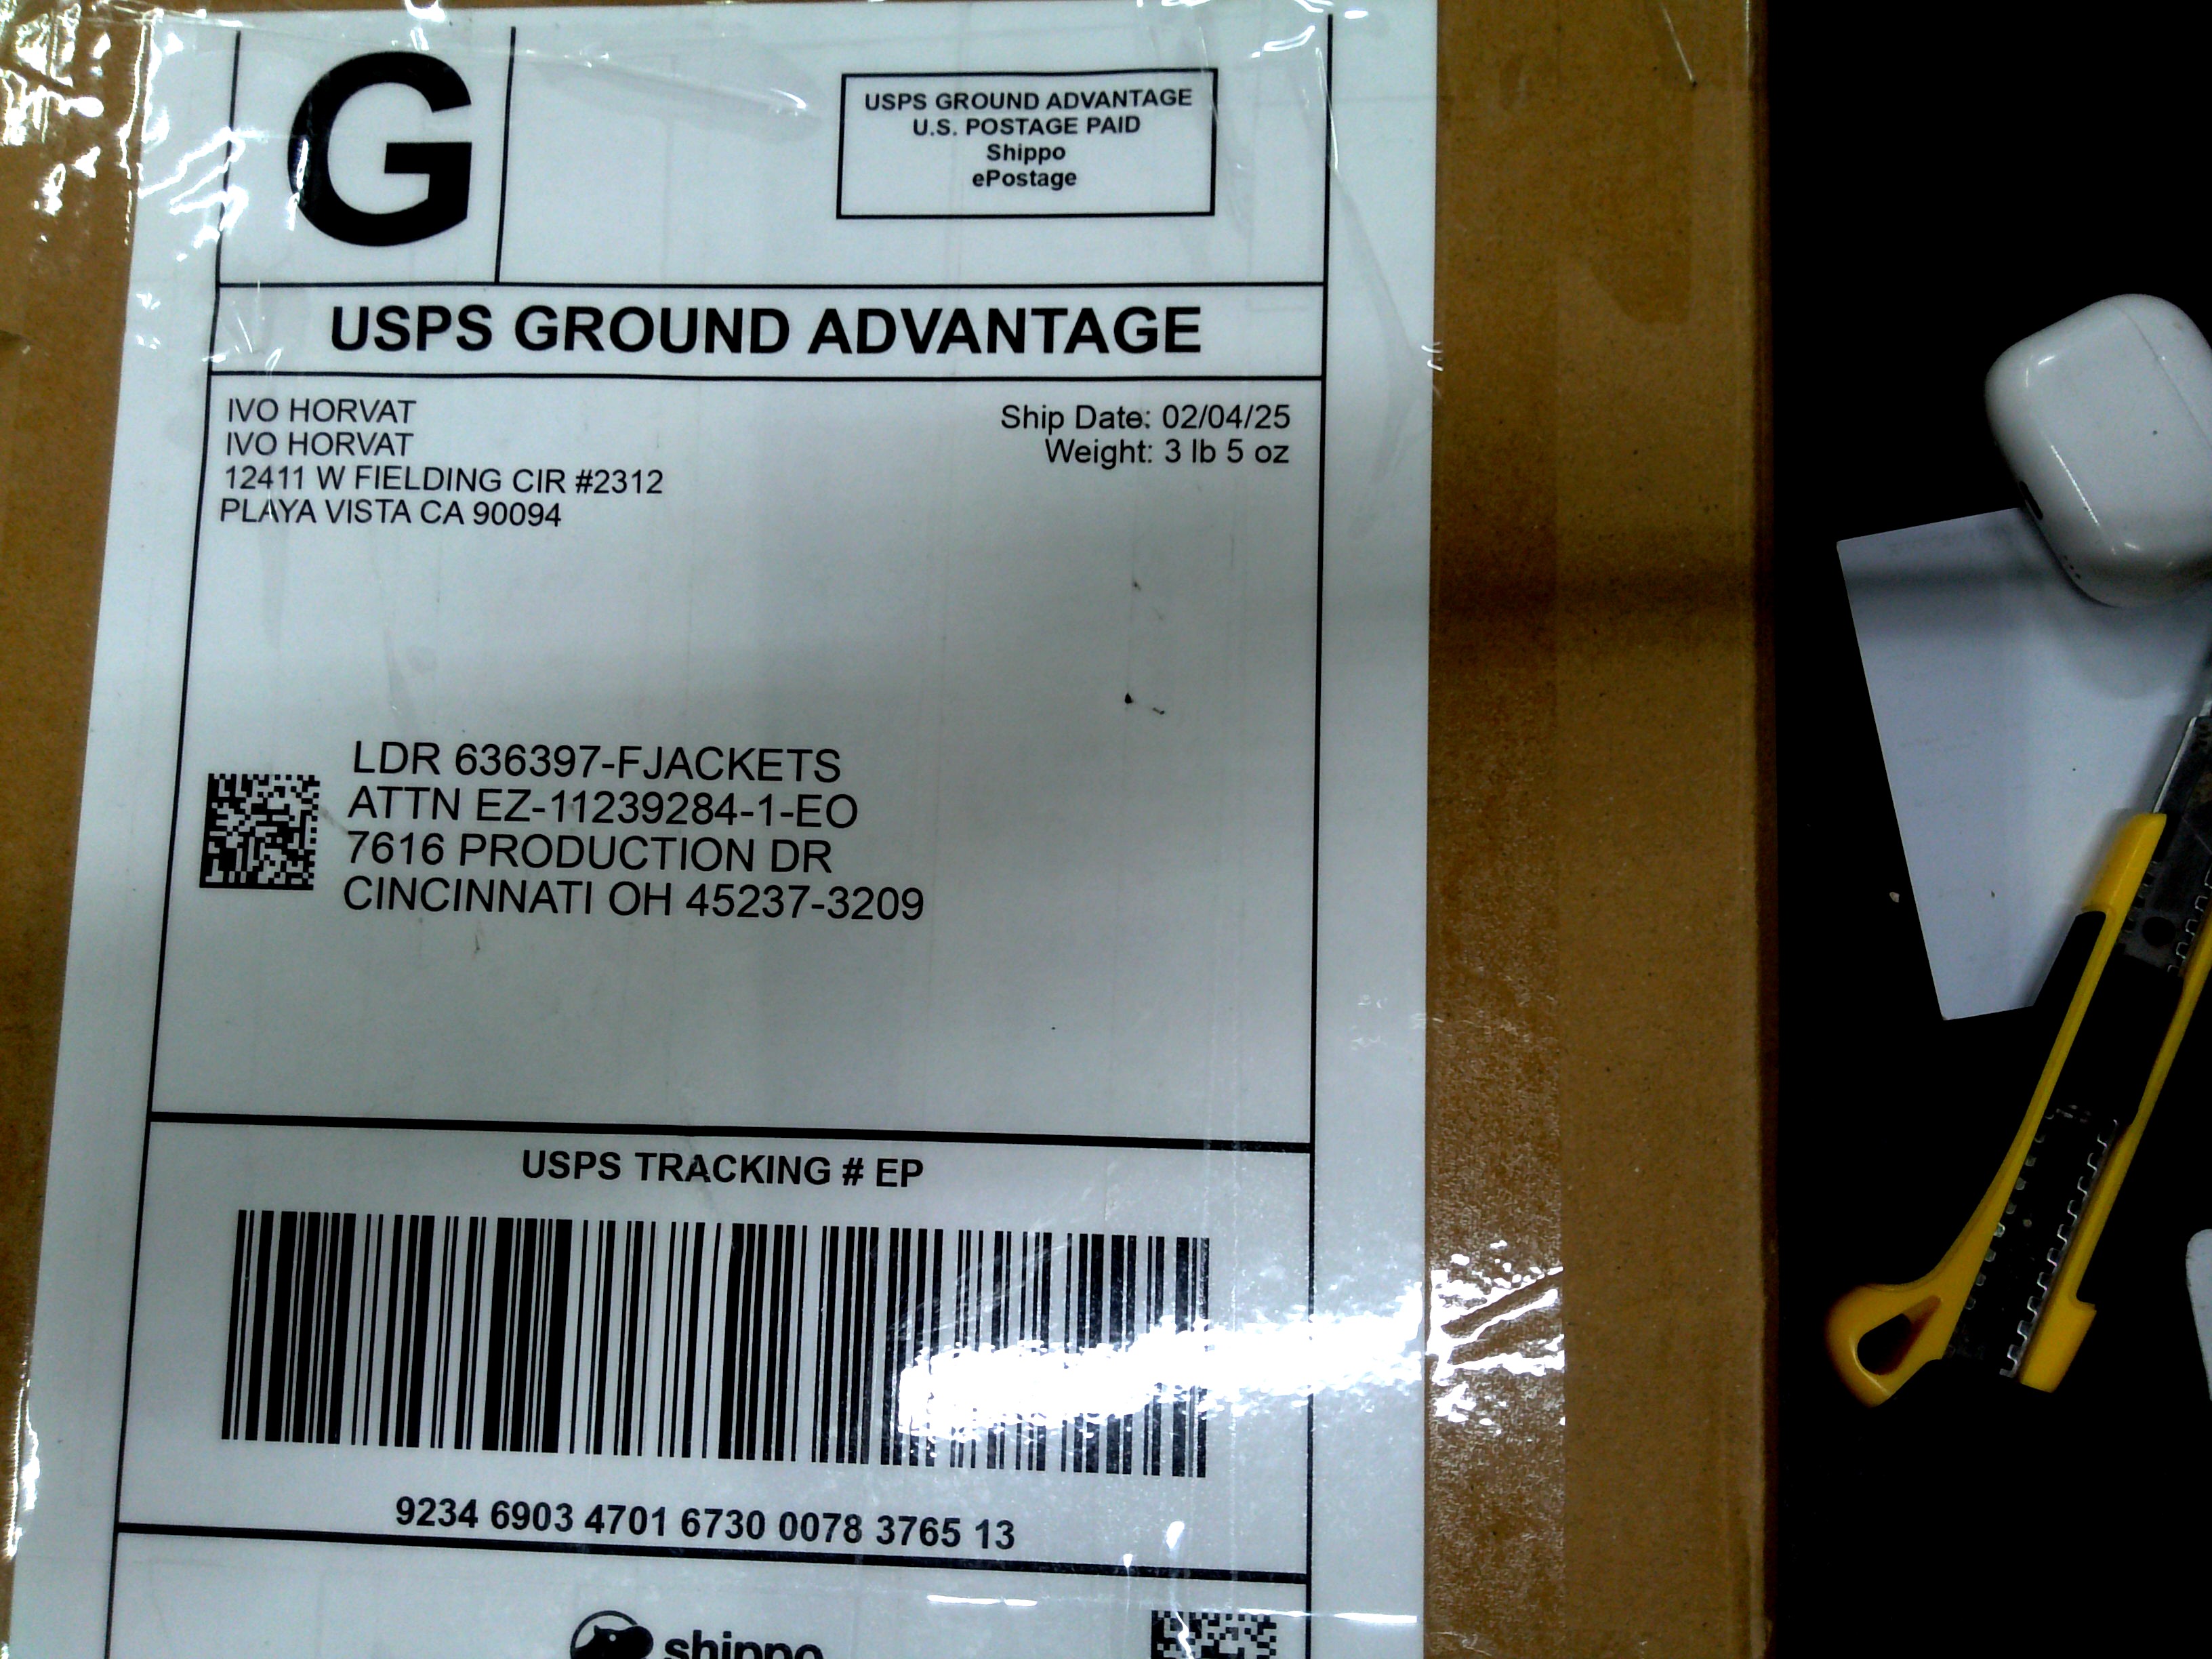 G
USPS GROUND ADVANTAGE
U.S. POSTAGE PAID
Shippo
ePostage
USPS GROUND ADVANTAGE
IVO HORVAT
IVO HORVAT
12411 W FIELDING CIR #2312
PLAYA VISTA CA 90094
Ship Date: 02/04/25
Weight: 3 lb 5 oz
LDR 636397-FJACKETS
ATTN EZ-11239284-1-EO
7616 PRODUCTION DR
CINCINNATI OH 45237-3209
USPS TRACKING # EP
9234 6903 4701 6730 0078 3765 13
shippo